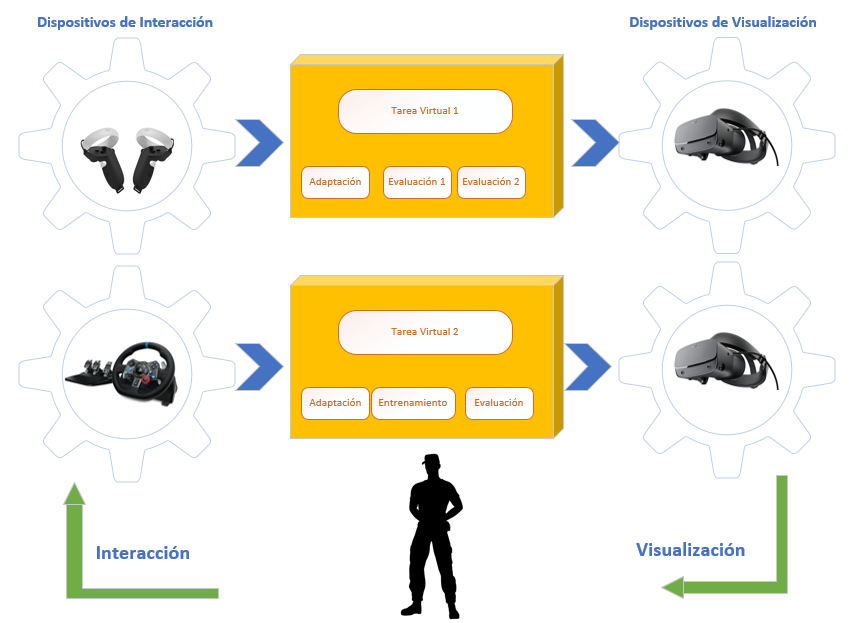 Dispositivos de Interacción
Dispositivos de Visualización
Tarea Virtual 1
Adaptación
Evaluación 1
Evaluación 2
Tarea Virtual 2
Adaptación
Entrenamiento
Evaluación
Interacción
Visualización